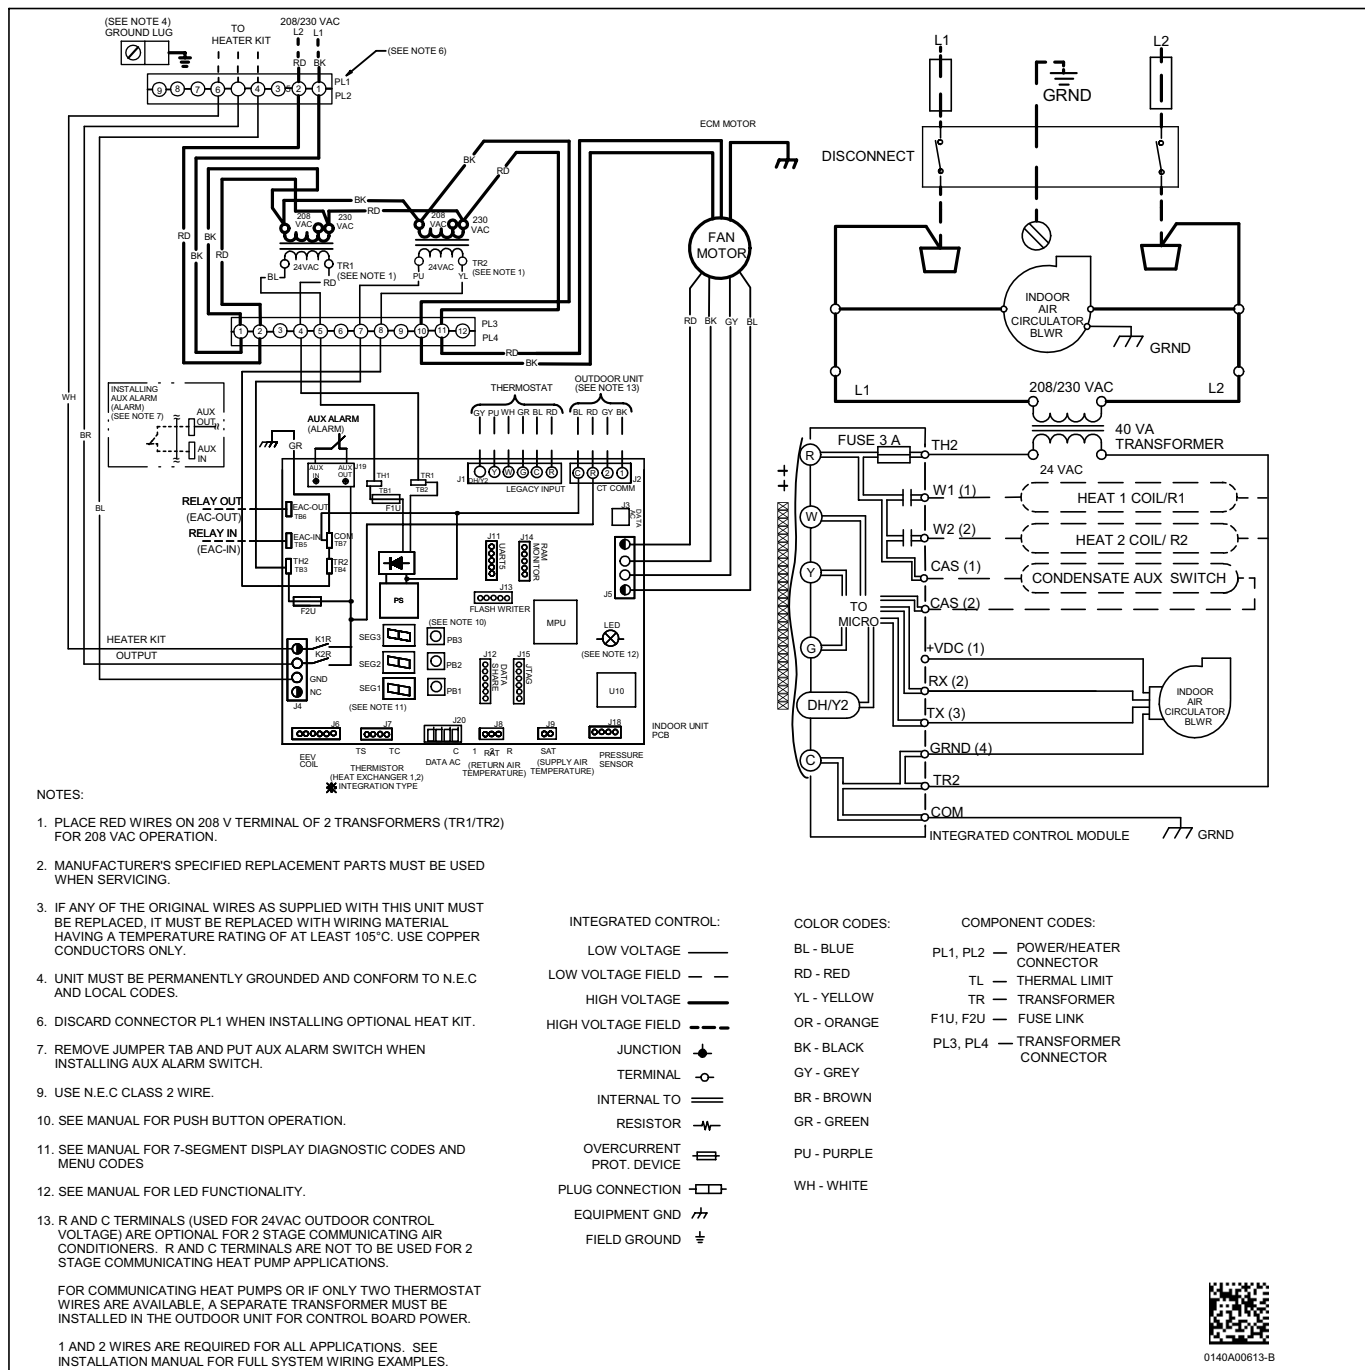 (SEE NOTE 4)
GROUND LUG
TO
HEATER KIT
208/230 VAC
L2 L1
RD BK
(SEE NOTE 6)
9 8 7 6 4 3 5 2 1
PL1
PL2
ECM MOTOR
BK
RD
BK
RD
208
VAC
230
VAC
208
VAC
230
VAC
RD
BK
BK
RD
24VAC
TR1
(SEE NOTE 1)
BL
RD
24VAC
TR2
(SEE NOTE 1)
PU
YL
FAN
MOTOR
RD BK GY BL
1 2 3 4 5 6 7 8 9 10 11 12
PL3
PL4
RD
BK
WH
BR
BL
INSTALLING
AUX ALARM
(ALARM)
(SEE NOTE 7)
AUX
OUT
AUX
IN
AUX ALARM
(ALARM)
GR
THERMOSTAT
GY PU WH GR BL RD
OUTDOOR UNIT
(SEE NOTE 13)
BL RD GY BK
AUX
IN
AUX
OUT
J19
TH1
TB1
F1U
TR1
TB2
J1
DH/Y2
Y W G C R
LEGACY INPUT
C R 2 1
J2
CT COMM
RELAY OUT
(EAC-OUT)
EAC-OUT
TB6
RELAY IN
(EAC-IN)
EAC-IN
TB5
COM
TB7
TH2
TB3
TR2
TB4
F2U
PS
J11
UART5
J14
RAM
MONITOR
J3
DATA
AC
J13
FLASH WRITER
J5
MPU
LED
(SEE NOTE 12)
(SEE NOTE 10)
SEG3
PB3
SEG2
PB2
SEG1
PB1
(SEE NOTE 11)
J12
DATA
SHARE
J15
JTAG
U10
HEATER KIT
OUTPUT
K1R
K2R
GND
NC
J4
J6
J7
J20
J8
J9
J18
INDOOR UNIT
PCB
EEV
COIL
TS TC
THERMISTOR
(HEAT EXCHANGER 1,2)
INTEGRATION TYPE
C 1 2 R
DATA AC
RAT
(RETURN AIR
TEMPERATURE)
SAT
(SUPPLY AIR
TEMPERATURE)
PRESSURE
SENSOR
L1
L2
GRND
DISCONNECT
INDOOR
AIR
CIRCULATOR
BLWR
GRND
L1
L2
208/230 VAC
40 VA
TRANSFORMER
24 VAC
R
FUSE 3 A
TH2
W1 (1)
HEAT 1 COIL/R1
W
W2 (2)
HEAT 2 COIL/ R2
Y
CAS (1)
CONDENSATE AUX SWITCH
CAS (2)
TO
MICRO
G
+VDC (1)
RX (2)
DH/Y2
TX (3)
INDOOR
AIR
CIRCULATOR
BLWR
GRND (4)
C
TR2
COM
GRND
INTEGRATED CONTROL MODULE
NOTES:
1. PLACE RED WIRES ON 208 V TERMINAL OF 2 TRANSFORMERS (TR1/TR2)
FOR 208 VAC OPERATION.
2. MANUFACTURER'S SPECIFIED REPLACEMENT PARTS MUST BE USED
WHEN SERVICING.
3. IF ANY OF THE ORIGINAL WIRES AS SUPPLIED WITH THIS UNIT MUST
BE REPLACED, IT MUST BE REPLACED WITH WIRING MATERIAL
HAVING A TEMPERATURE RATING OF AT LEAST 105°C. USE COPPER
CONDUCTORS ONLY.
4. UNIT MUST BE PERMANENTLY GROUNDED AND CONFORM TO N.E.C
AND LOCAL CODES.
6. DISCARD CONNECTOR PL1 WHEN INSTALLING OPTIONAL HEAT KIT.
7. REMOVE JUMPER TAB AND PUT AUX ALARM SWITCH WHEN
INSTALLING AUX ALARM SWITCH.
9. USE N.E.C CLASS 2 WIRE.
10. SEE MANUAL FOR PUSH BUTTON OPERATION.
11. SEE MANUAL FOR 7-SEGMENT DISPLAY DIAGNOSTIC CODES AND
MENU CODES
12. SEE MANUAL FOR LED FUNCTIONALITY.
13. R AND C TERMINALS (USED FOR 24VAC OUTDOOR CONTROL
VOLTAGE) ARE OPTIONAL FOR 2 STAGE COMMUNICATING AIR
CONDITIONERS. R AND C TERMINALS ARE NOT TO BE USED FOR 2
STAGE COMMUNICATING HEAT PUMP APPLICATIONS.
FOR COMMUNICATING HEAT PUMPS OR IF ONLY TWO THERMOSTAT
WIRES ARE AVAILABLE, A SEPARATE TRANSFORMER MUST BE
INSTALLED IN THE OUTDOOR UNIT FOR CONTROL BOARD POWER.
1 AND 2 WIRES ARE REQUIRED FOR ALL APPLICATIONS. SEE
INSTALLATION MANUAL FOR FULL SYSTEM WIRING EXAMPLES.
INTEGRATED CONTROL:
LOW VOLTAGE
LOW VOLTAGE FIELD
HIGH VOLTAGE
HIGH VOLTAGE FIELD
JUNCTION
TERMINAL
INTERNAL TO
RESISTOR
OVERCURRENT
PROT. DEVICE
PLUG CONNECTION
EQUIPMENT GND
FIELD GROUND
COLOR CODES:
BL - BLUE
RD - RED
YL - YELLOW
OR - ORANGE
BK - BLACK
GY - GREY
BR - BROWN
GR - GREEN
PU - PURPLE
WH - WHITE
COMPONENT CODES:
PL1, PL2 — POWER/HEATER
CONNECTOR
TL — THERMAL LIMIT
TR — TRANSFORMER
F1U, F2U — FUSE LINK
PL3, PL4 — TRANSFORMER
CONNECTOR
0140A00613-B